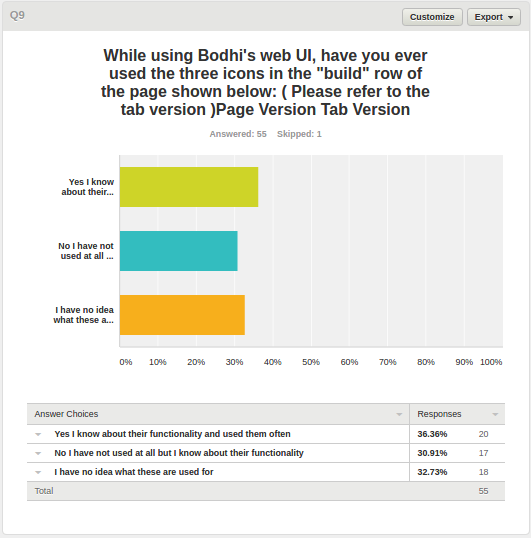 Q9
Customize
Export
While using Bodhi's web UI, have you ever
used the three icons in the "build" row of
the page shown below: ( Please refer to the
tab version )Page Version Tab Version
Answered: 55 Skipped: 1
Yes I know
about their...
No I have not
used at all ...
I have no idea
what these a...
0% 10% 20% 30% 40% 50% 60% 70% 80% 90% 100%
Answer Choices Responses
Yes I know about their functionality and used them often 36.36% 20
No I have not used at all but I know about their functionality 30.91% 17
I have no idea what these are used for 32.73% 18
Total 55